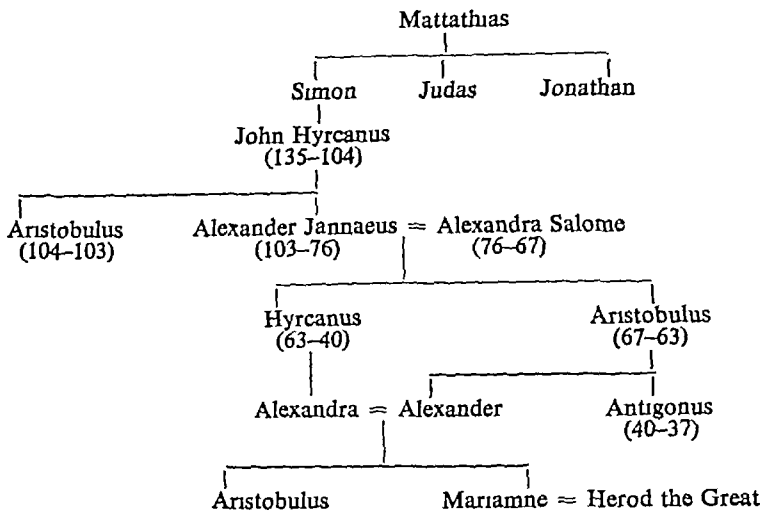 Mattathias
Simon Judas Jonathan
John Hyrcanus
(135–104)
Aristobulus Alexander Jannaeus = Alexandra Salome
(104–103) (103–76) (76–67)
Hyrcanus Aristobulus
(63–40) (67–63)
Alexandra = Alexander Antigonus
(40–37)
Aristobulus Mariamne = Herod the Great